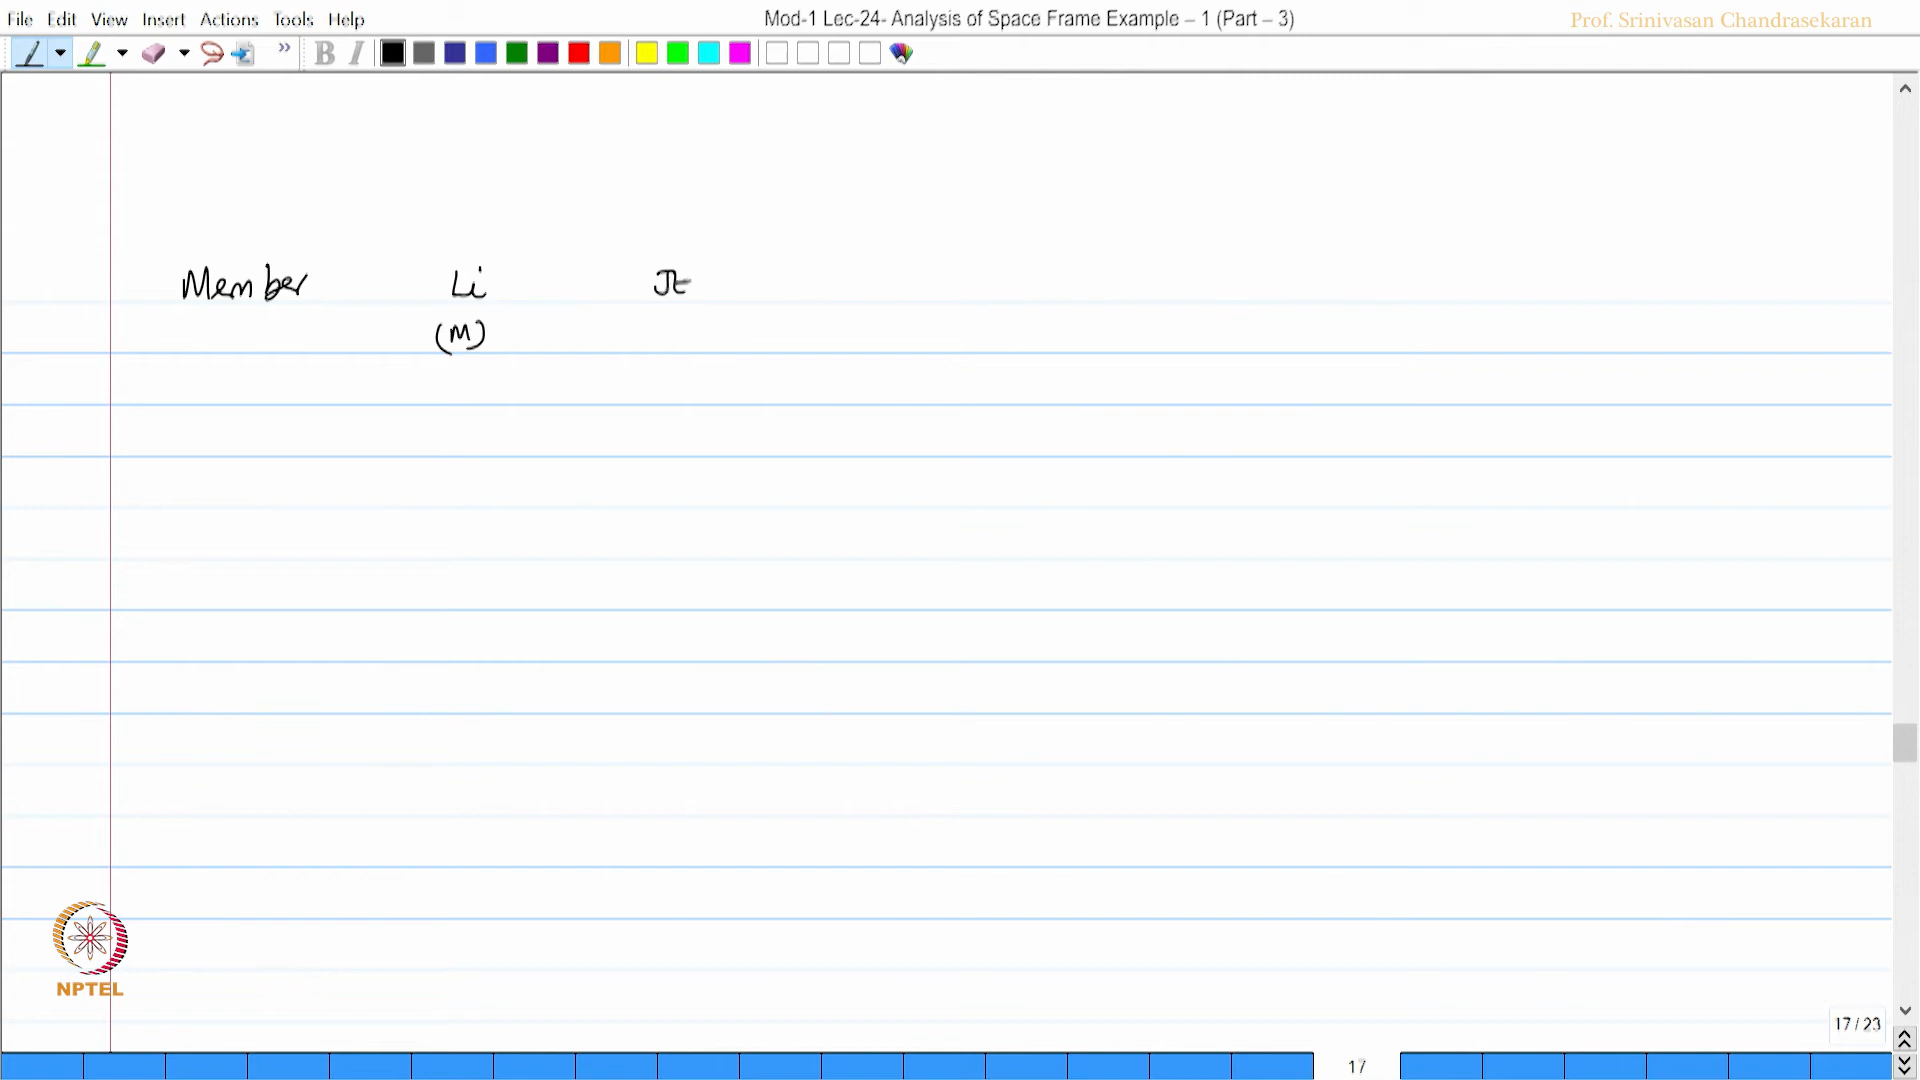 File Edit View Insert Actions Tools Help
Mod-1 Lec-24- Analysis of Space Frame Example – 1 (Part – 3)
Prof. Srinivasan Chandrasekaran
B I
Member Li Jt
(M)
NPTEL
17 / 23
17